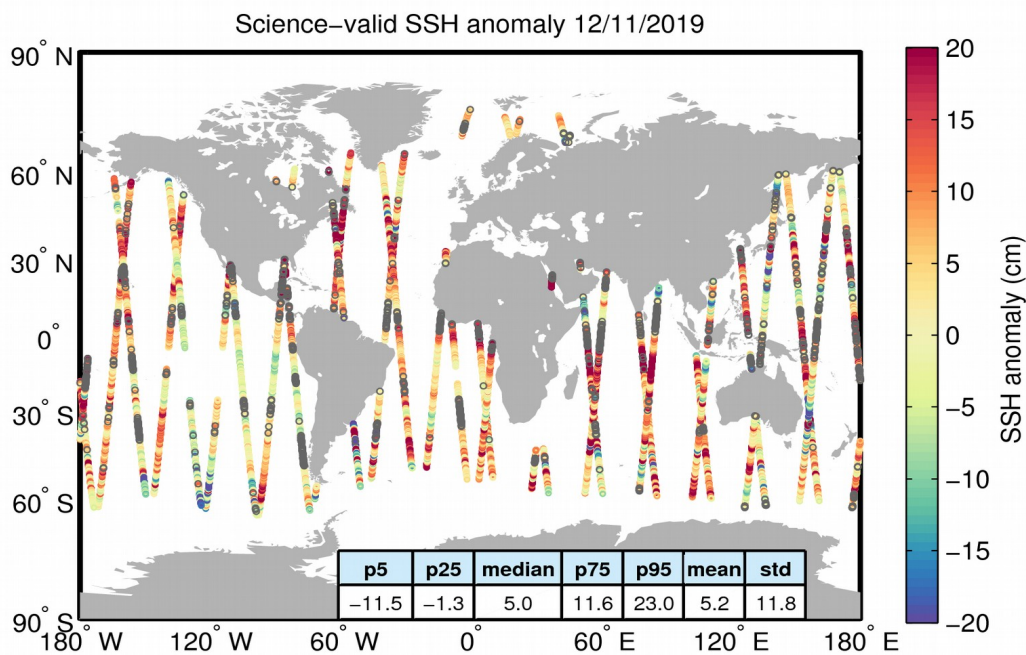 Science−valid SSH anomaly 12/11/2019
90° N
60° N
30° N
0°
30° S
60° S
90° S
180° W
120° W
60° W
0°
60° E
120° E
180° E
p5 p25 median p75 p95 mean std
−11.5 −1.3 5.0 11.6 23.0 5.2 11.8
20
15
10
5
0
−5
−10
−15
−20
SSH anomaly (cm)